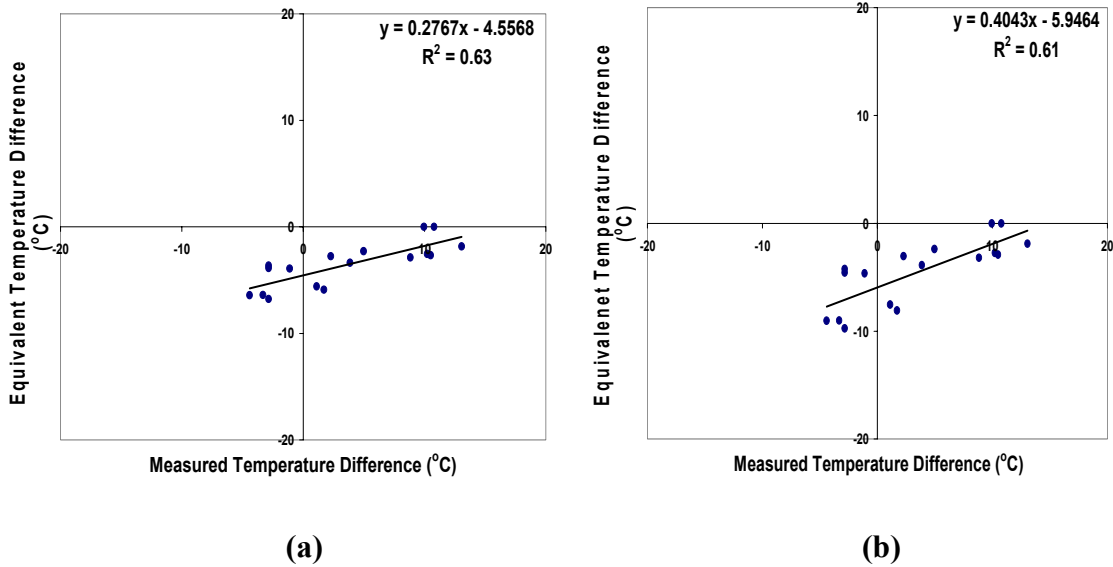 Equivalent Temperature Difference
(°C)
20
10
0
-10
-20
-20
-10
0
10
20
y = 0.2767x - 4.5568
R² = 0.63
Measured Temperature Difference (°C)
(a)
Equivalenet Temperature Difference
(°C)
20
10
0
-10
-20
-20
-10
0
10
20
y = 0.4043x - 5.9464
R² = 0.61
Measured Temperature Difference (°C)
(b)